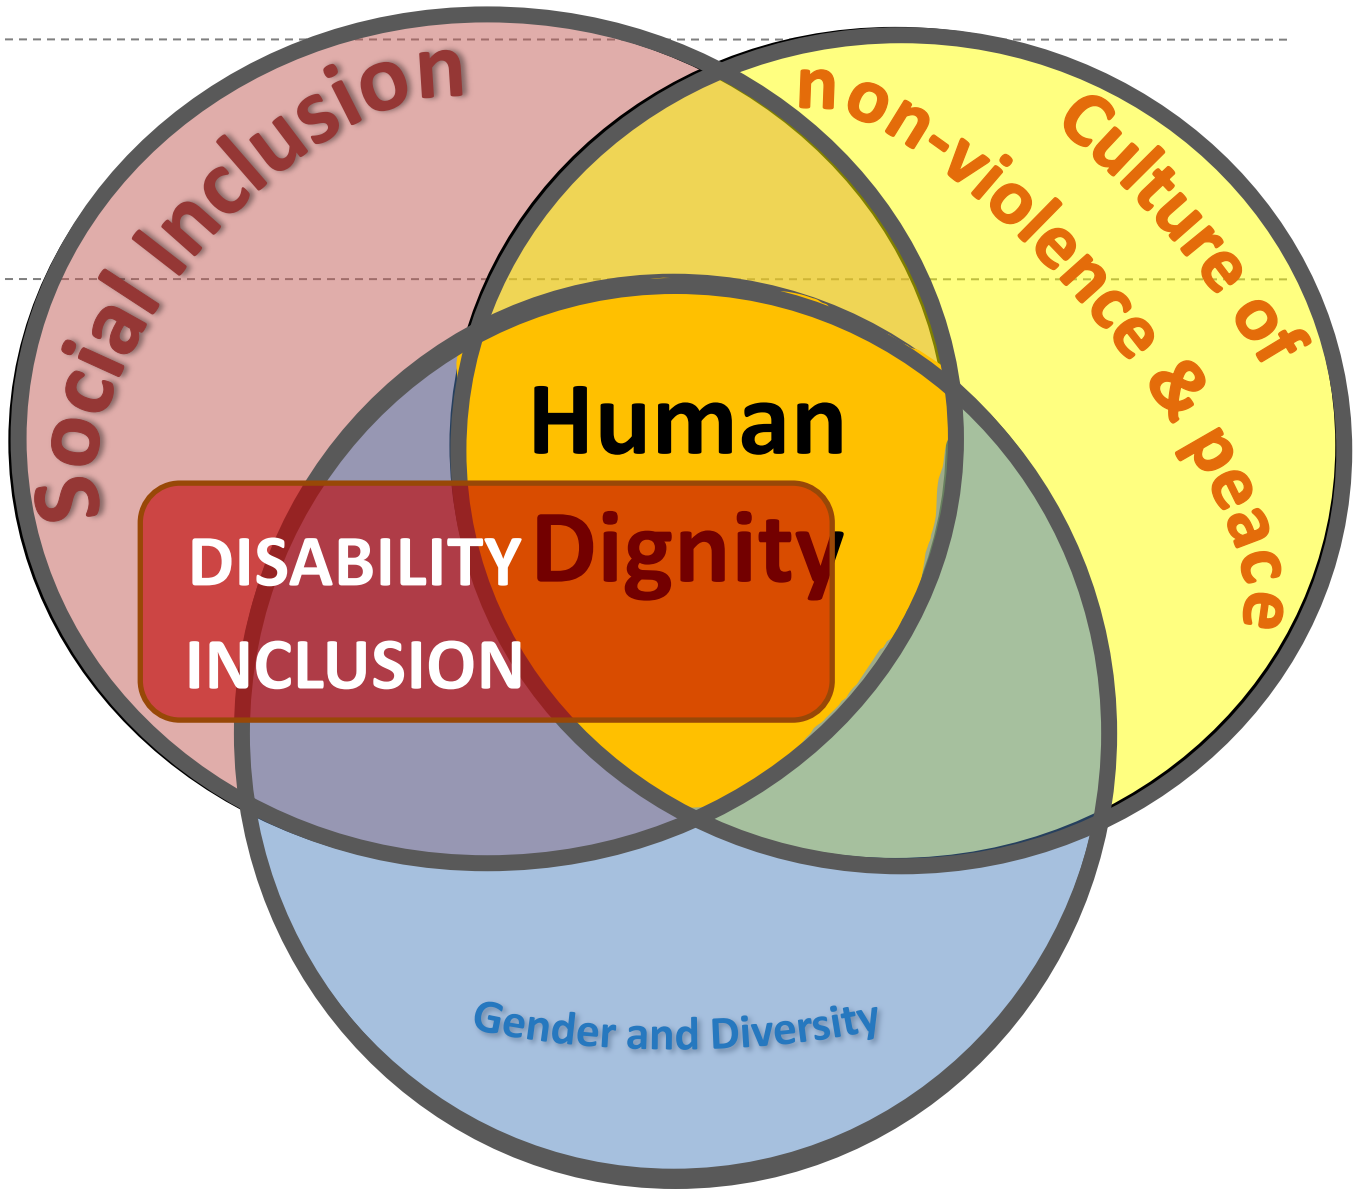 Social Inclusion
Culture of
non-violence & peace
Human
Dignity
DISABILITY
INCLUSION
Gender and Diversity